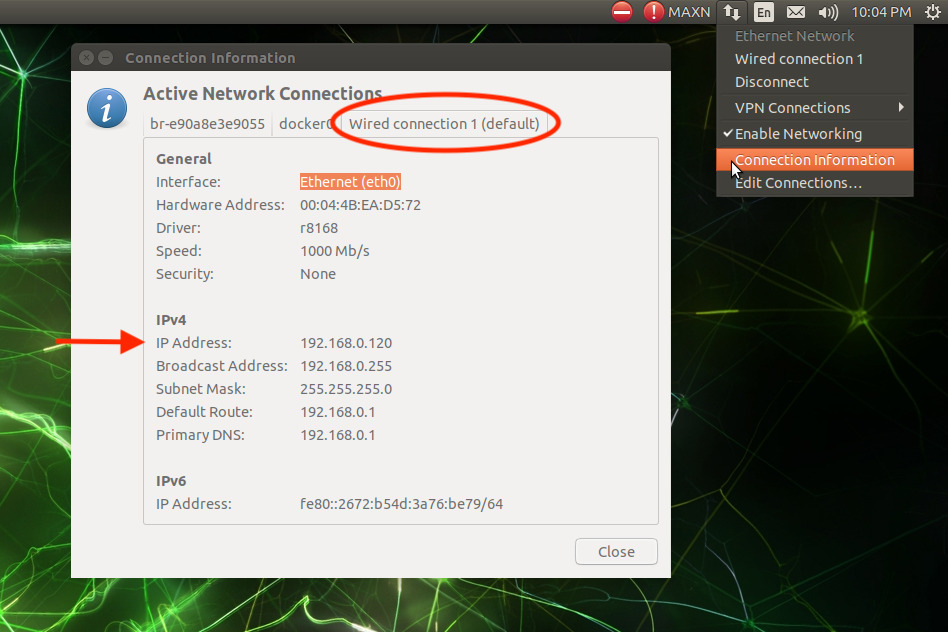 MAXN En 10:04 PM
Ethernet Network
Wired connection 1
Disconnect
VPN Connections
Enable Networking
Connection Information
Edit Connections…
Connection Information
Active Network Connections
br-e90a8e3e9055 docker0 Wired connection 1 (default)
General
Interface: Ethernet (eth0)
Hardware Address: 00:04:4B:EA:D5:72
Driver: r8168
Speed: 1000 Mb/s
Security: None
IPv4
IP Address: 192.168.0.120
Broadcast Address: 192.168.0.255
Subnet Mask: 255.255.255.0
Default Route: 192.168.0.1
Primary DNS: 192.168.0.1
IPv6
IP Address: fe80::2672:b54d:3a76:be79/64
Close